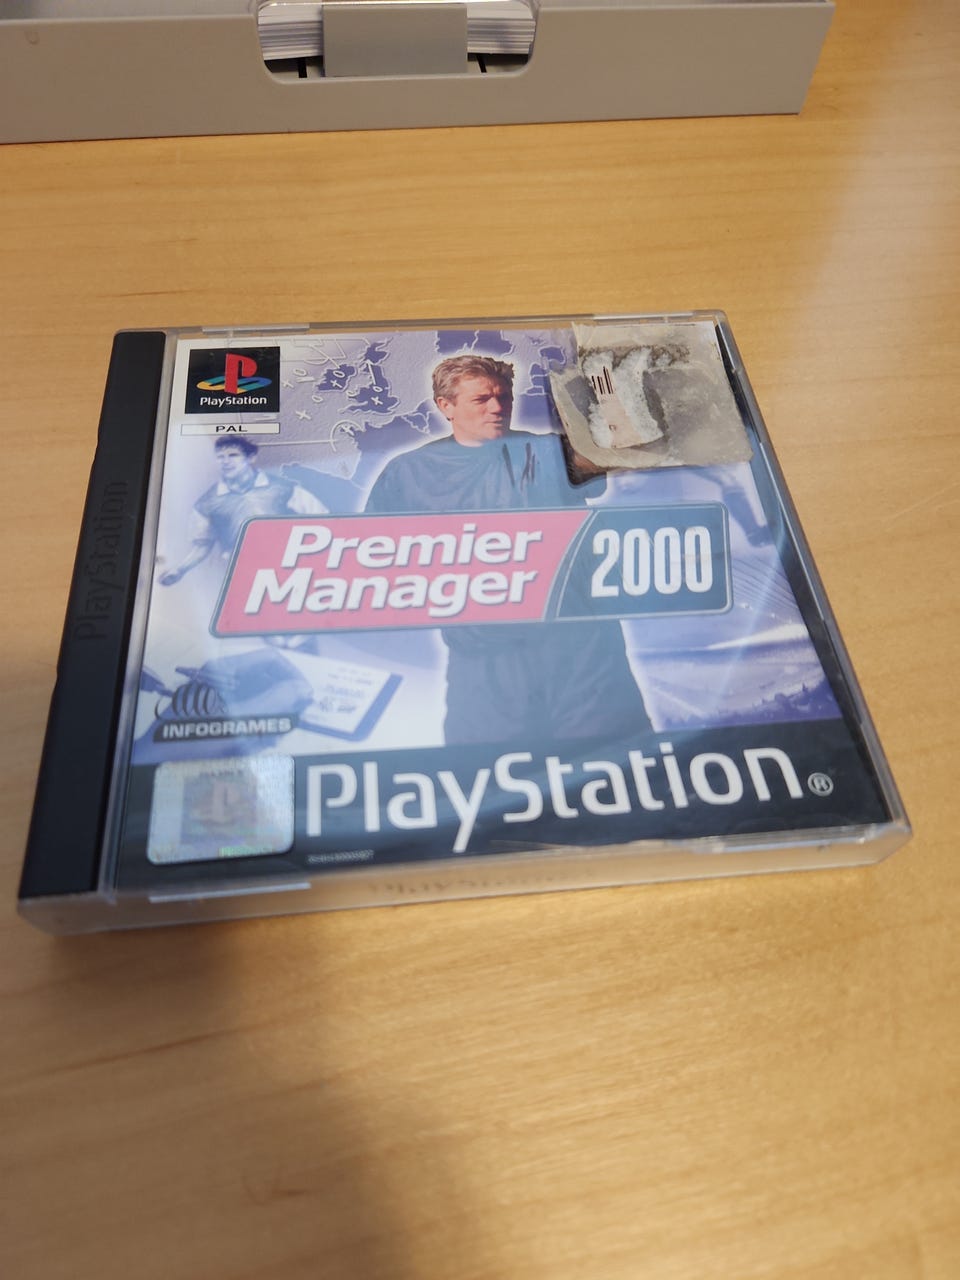 PlayStation
PAL
PlayStation
Premier
Manager
2000
INFOGRAMES
PlayStation®